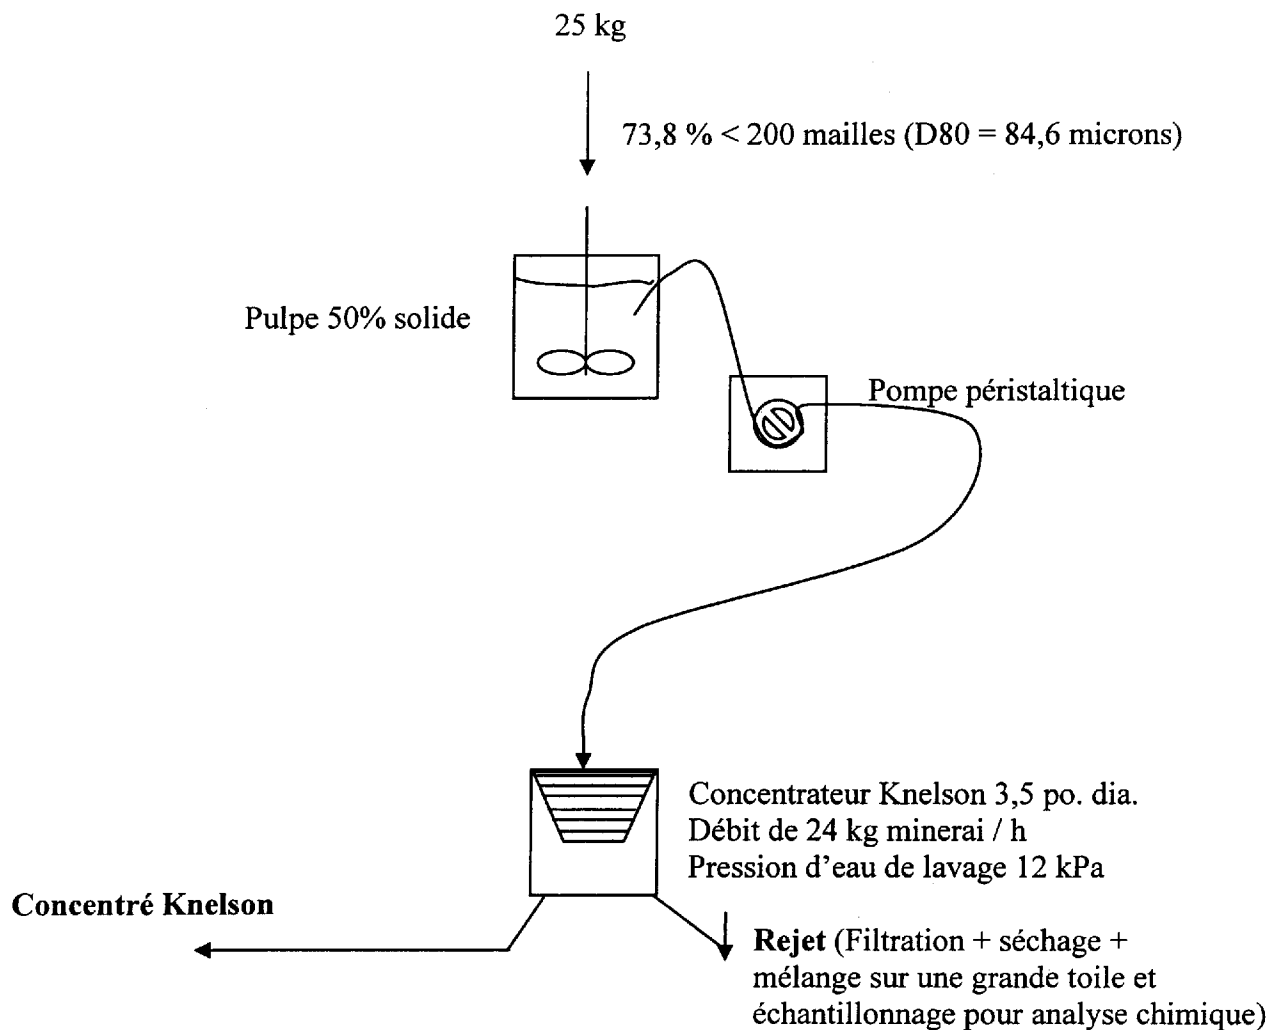 25 kg
73,8 % < 200 mailles (D80 = 84,6 microns)
Pulpe 50% solide
Pompe péristaltique
Concentrateur Knelson 3,5 po. dia.
Débit de 24 kg minerai / h
Pression d'eau de lavage 12 kPa
Concentré Knelson
Rejet (Filtration + séchage +
mélange sur une grande toile et
échantillonnage pour analyse chimique)